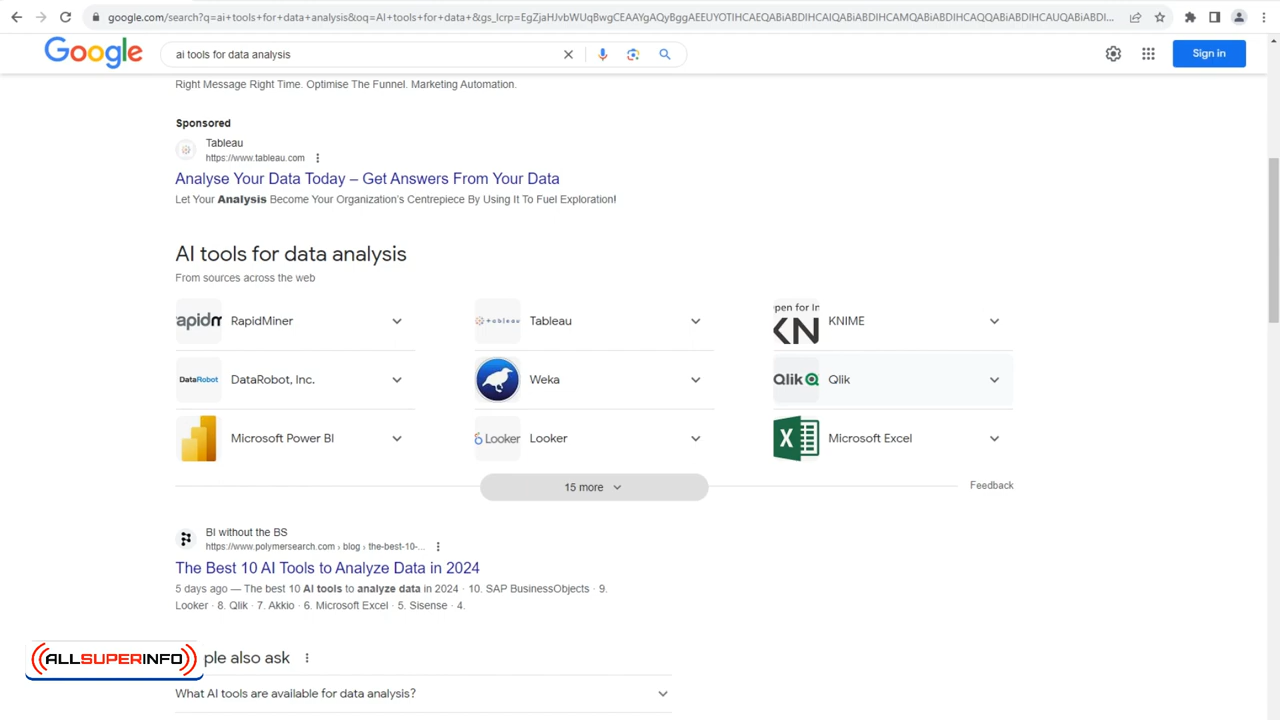 google.com/search?q=ai+tools+for+data+analysis&oq=AI+tools+for+data+&gs_lcrp=EgZjaHJvbWUqBwgCEAAYgAQyBggAEEUYOTIHCAEQABiABDIHCAIQABiABDIHCAMQABiABDIHCAQQABiABDIHCAUQABiABDI...
Google
ai tools for data analysis
Sign in
Right Message Right Time. Optimise The Funnel. Marketing Automation.
Sponsored
Tableau
https://www.tableau.com
Analyse Your Data Today – Get Answers From Your Data
Let Your Analysis Become Your Organization's Centrepiece By Using It To Fuel Exploration!
AI tools for data analysis
From sources across the web
apidm RapidMiner
+ a b l e a u Tableau
pen for In
KN KNIME
DataRobot DataRobot, Inc.
Weka
Qlik Qlik
Microsoft Power BI
Looker Looker
X Microsoft Excel
15 more
Feedback
BI without the BS
https://www.polymersearch.com › blog › the-best-10-...
The Best 10 AI Tools to Analyze Data in 2024
5 days ago — The best 10 AI tools to analyze data in 2024 · 10. SAP BusinessObjects · 9.
Looker · 8. Qlik · 7. Akkio · 6. Microsoft Excel · 5. Sisense · 4.
ALLSUPERINFO
ple also ask
What AI tools are available for data analysis?